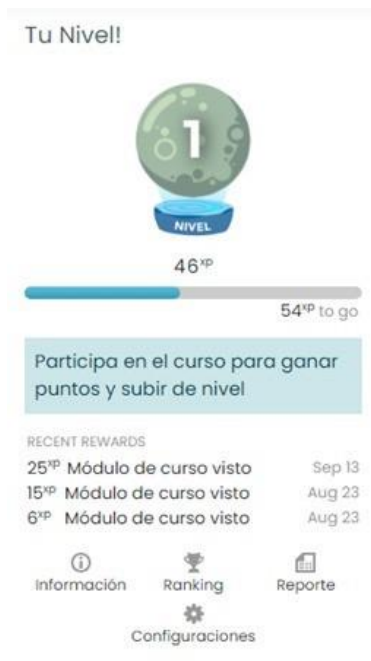 Tu Nivel!
1
NIVEL
46xp
54xp to go
Participa en el curso para ganar
puntos y subir de nivel
RECENT REWARDS
25xp Módulo de curso visto Sep 13
15xp Módulo de curso visto Aug 23
6xp Módulo de curso visto Aug 23
Información Ranking Reporte
Configuraciones